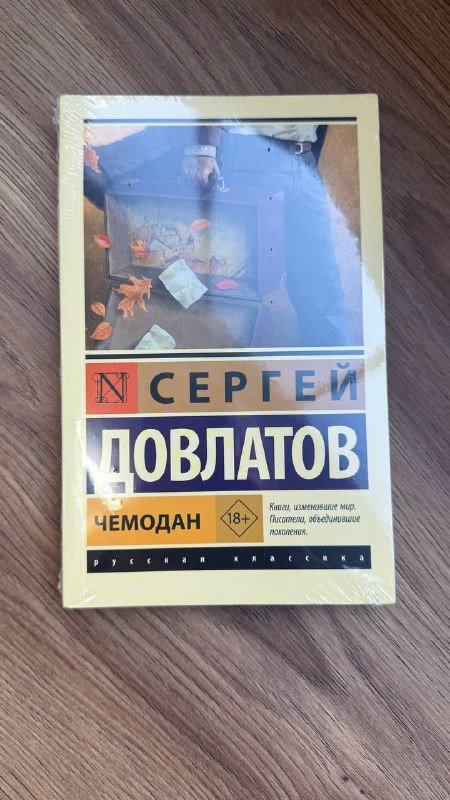 N СЕРГЕЙ
ДОВЛАТОВ
ЧЕМОДАН
18+
Книги, изменившие мир.
Писатели, объединившие
поколения.
русская классика